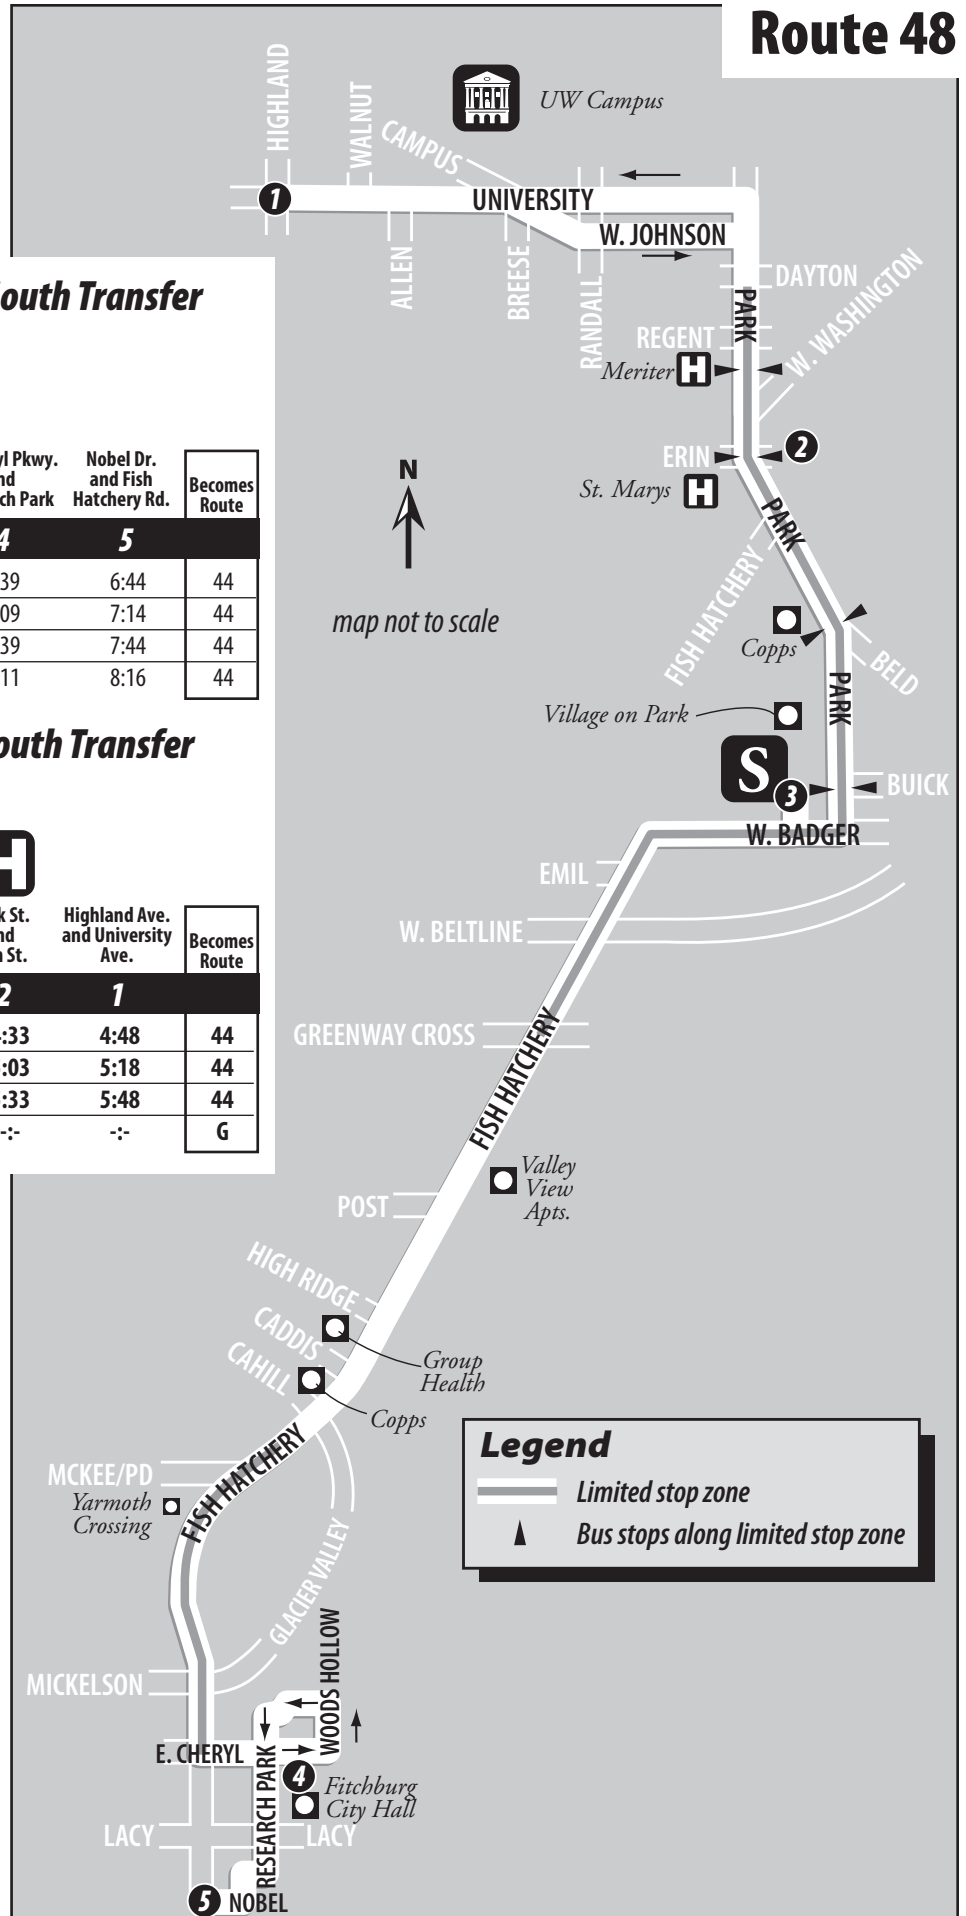 Route 48
UW Campus
HIGHLAND
WALNUT
CAMPUS
1
UNIVERSITY
W. JOHNSON
ALLEN
BREESE
RANDALL
DAYTON
PARK
W. WASHINGTON
REGENT
Meriter H
ERIN
2
St. Marys H
PARK
FISH HATCHERY
N
map not to scale
Copps
BELD
PARK
Village on Park
S
3
BUICK
W. BADGER
EMIL
W. BELTLINE
GREENWAY CROSS
FISH HATCHERY
Valley
View
Apts.
POST
HIGH RIDGE
CADDIS
CAHILL
Group
Health
Copps
FISH HATCHERY
MCKEE/PD
Yarmoth
Crossing
GLACIER VALLEY
MICKELSON
WOODS HOLLOW
E. CHERYL
RESEARCH PARK
4
Fitchburg
City Hall
LACY
LACY
5 NOBEL
Legend
Limited stop zone
Bus stops along limited stop zone
outh Transfer
yl Pkwy. Nobel Dr.
nd and Fish Becomes
ch Park Hatchery Rd. Route
4 5
39 6:44 44
09 7:14 44
39 7:44 44
11 8:16 44
outh Transfer
H
k St. Highland Ave.
nd and University Becomes
St. Ave. Route
2 1
:33 4:48 44
:03 5:18 44
:33 5:48 44
-:- -:- G